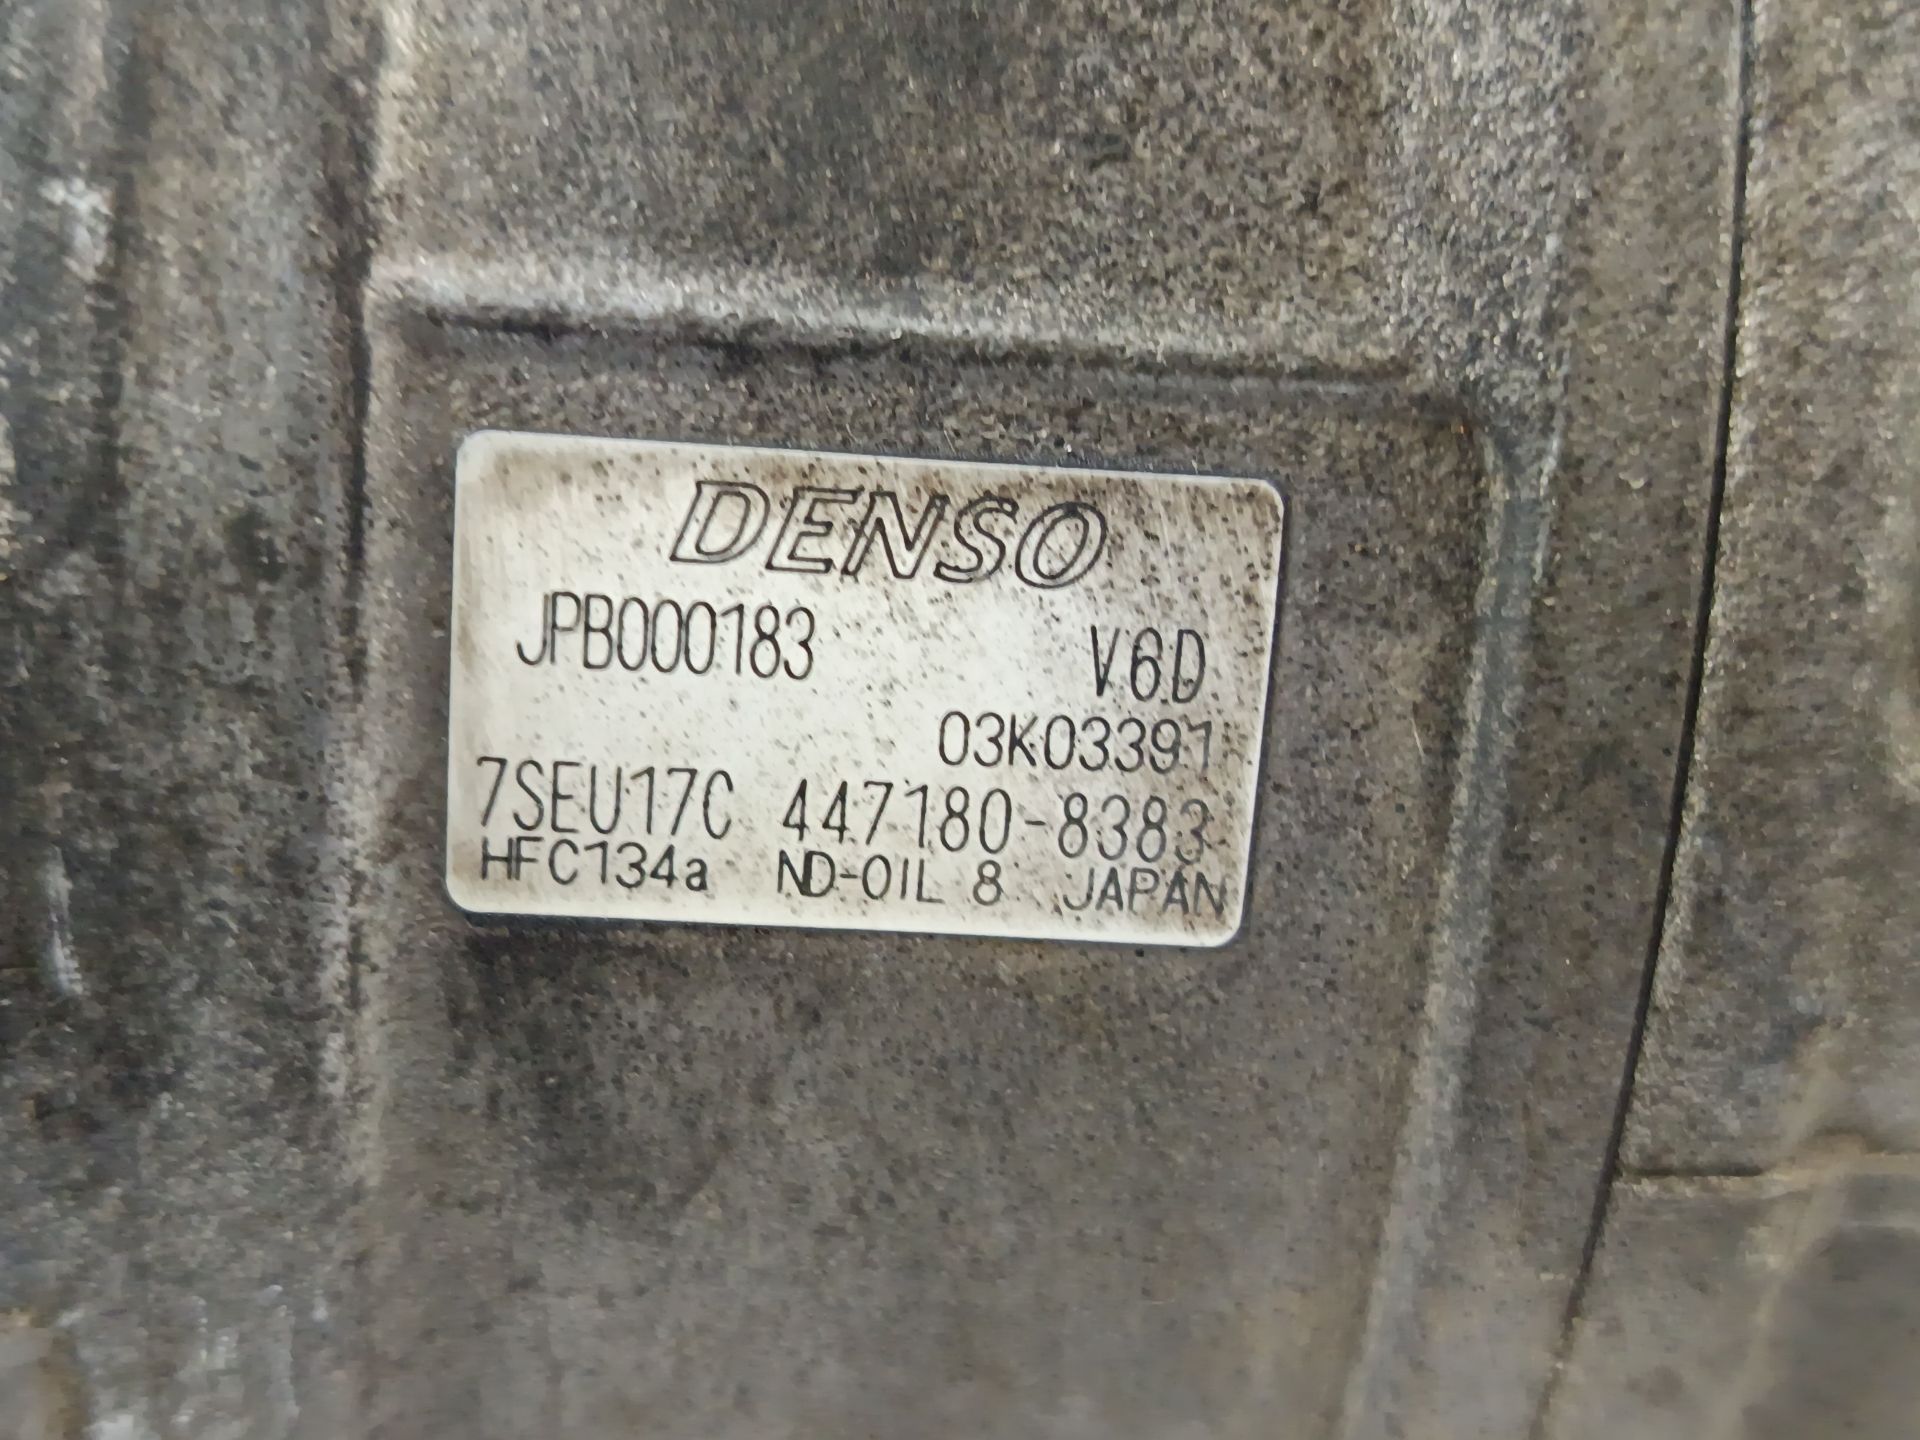 DENSO
JPB000183 V6D
03K03391
7SEU17C 447180-8383
HFC134a ND-OIL 8 JAPAN